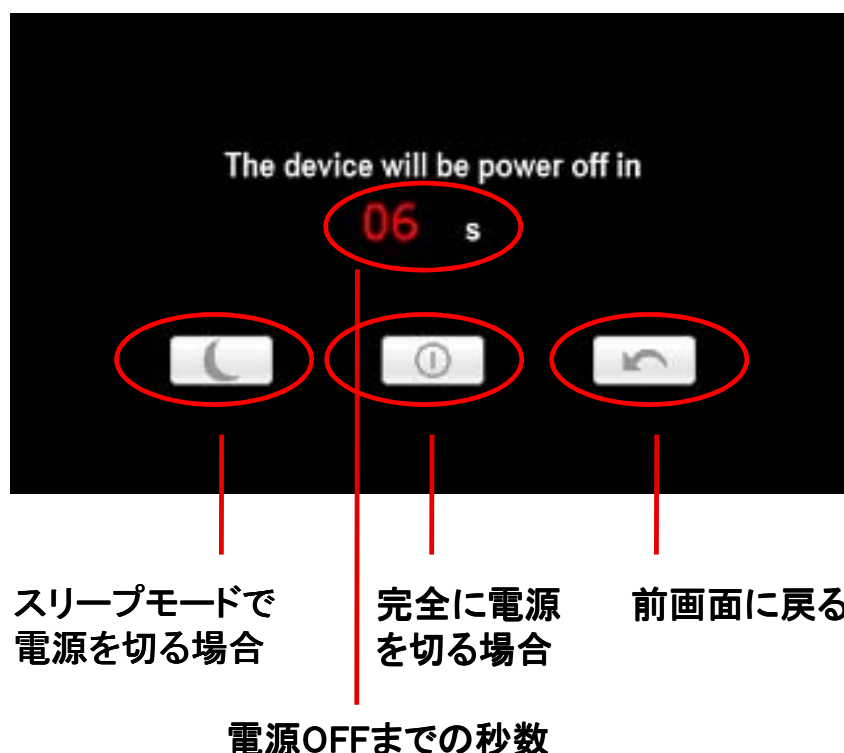 The device will be power off in
06 s
スリープモードで
電源を切る場合
完全に電源
を切る場合
前画面に戻る
電源OFFまでの秒数